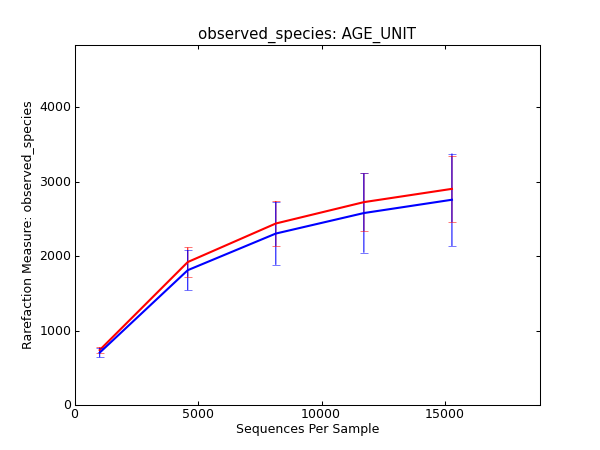 observed_species: AGE_UNIT
Rarefaction Measure: observed_species
4000
3000
2000
1000
0
0 5000 10000 15000
Sequences Per Sample